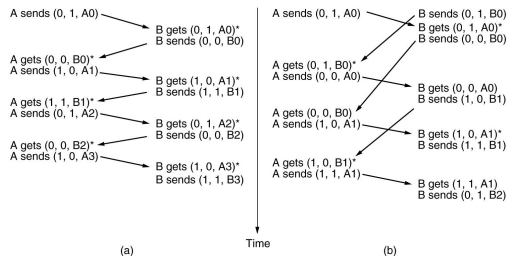 A sends (0, 1, A0)
B gets (0, 1, A0)*
B sends (0, 0, B0)
A gets (0, 0, B0)*
A sends (1, 0, A1)
B gets (1, 0, A1)*
B sends (1, 1, B1)
A gets (1, 1, B1)*
A sends (0, 1, A2)
B gets (0, 1, A2)*
B sends (0, 0, B2)
A gets (0, 0, B2)*
A sends (1, 0, A3)
B gets (1, 0, A3)*
B sends (1, 1, B3)
(a)
Time
A sends (0, 1, A0)
B sends (0, 1, B0)
B gets (0, 1, A0)*
B sends (0, 0, B0)
A gets (0, 1, B0)*
A sends (0, 0, A0)
B gets (0, 0, A0)
B sends (1, 0, B1)
A gets (0, 0, B0)
A sends (1, 0, A1)
B gets (1, 0, A1)*
B sends (1, 1, B1)
A gets (1, 0, B1)*
A sends (1, 1, A1)
B gets (1, 1, A1)
B sends (0, 1, B2)
(b)